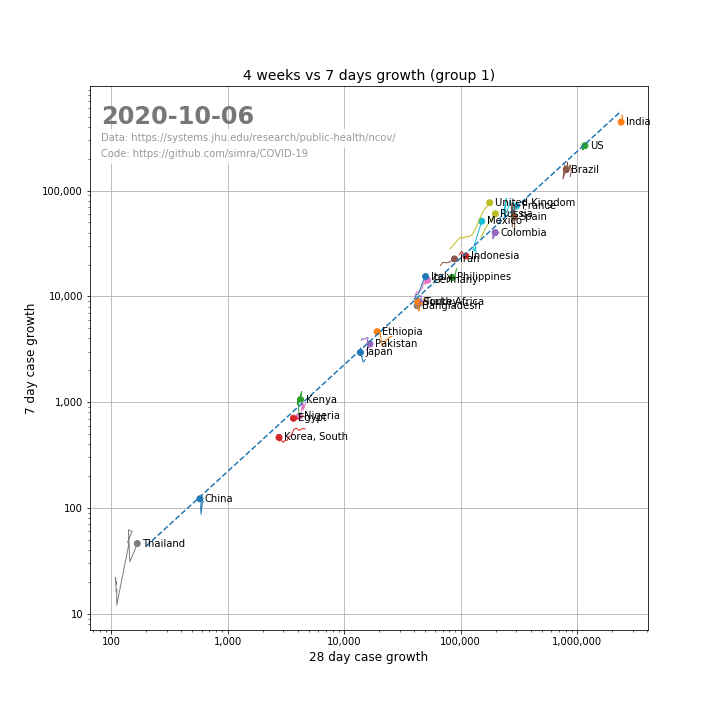 4 weeks vs 7 days growth (group 1)
2020-10-06
Data: https://systems.jhu.edu/research/public-health/ncov/
Code: https://github.com/simra/COVID-19
7 day case growth
100,000
10,000
1,000
100
10
India
US
Brazil
United Kingdom
France
Russia
Spain
Mexico
Colombia
Indonesia
Iran
Italy
Philippines
Germany
South Africa
Bangladesh
Ethiopia
Pakistan
Japan
Kenya
Nigeria
Egypt
Korea, South
China
Thailand
100
1,000
10,000
100,000
1,000,000
28 day case growth